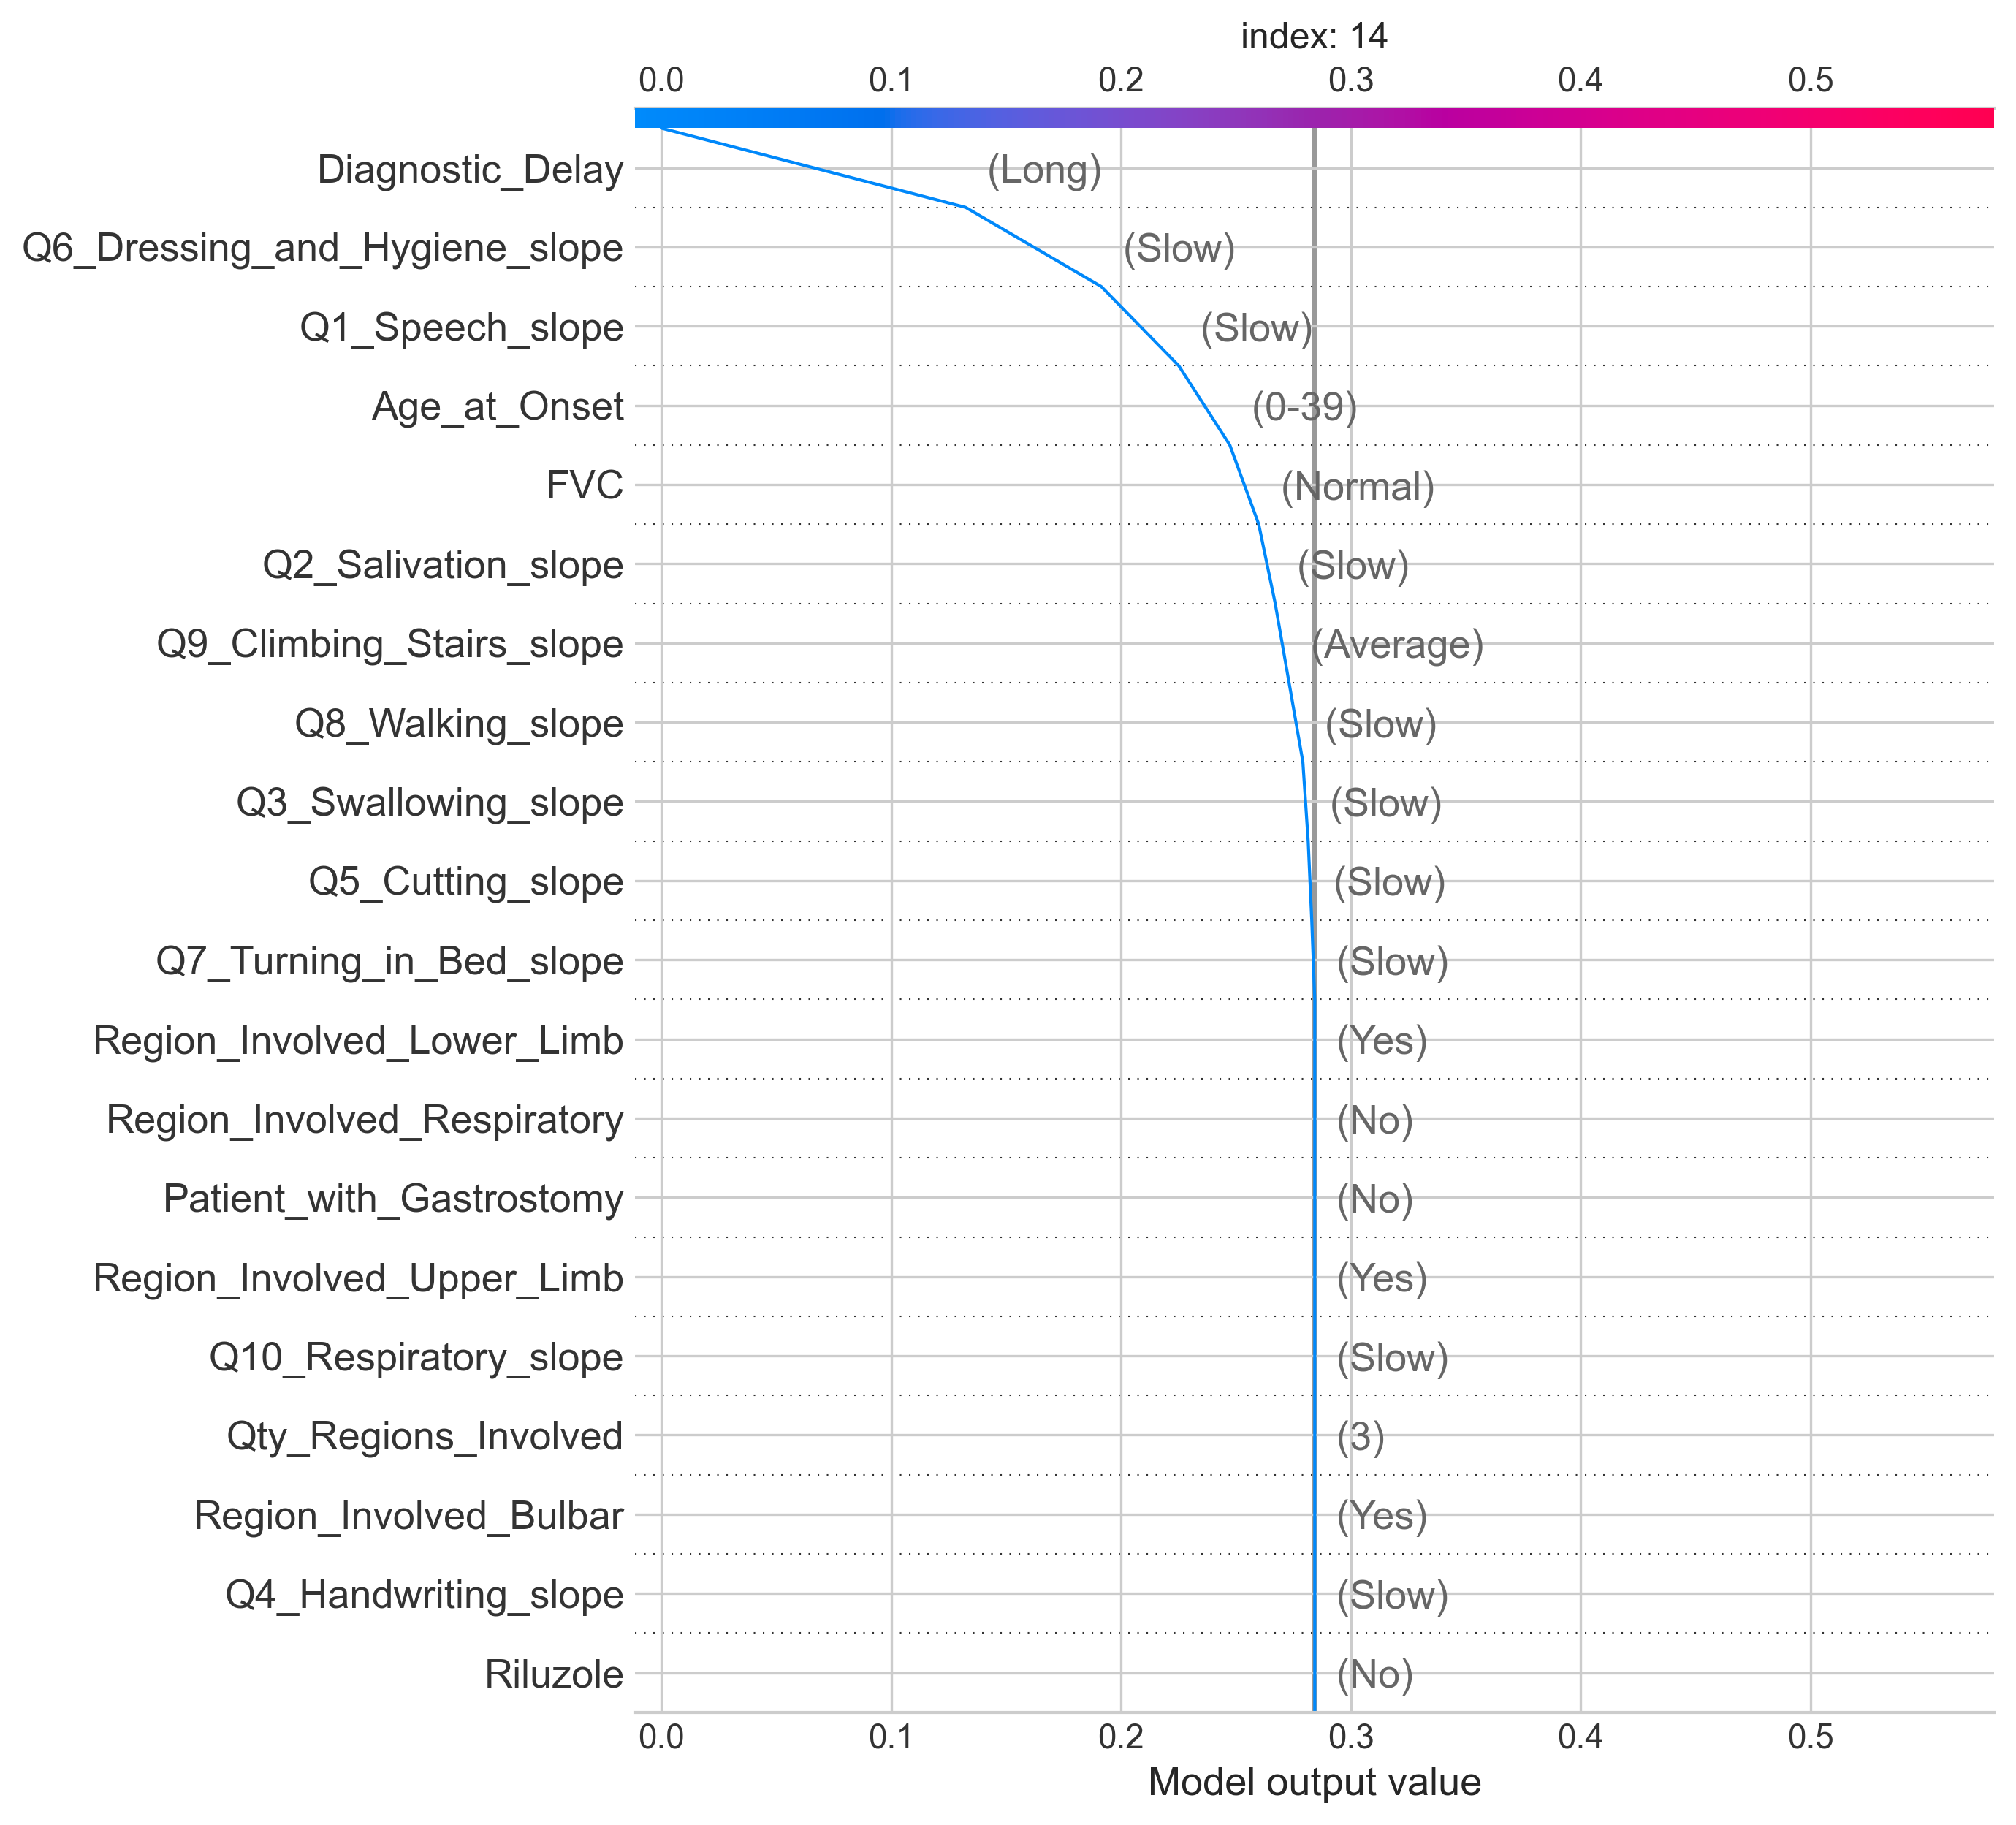 index: 14
0.0 0.1 0.2 0.3 0.4 0.5
Diagnostic_Delay (Long)
Q6_Dressing_and_Hygiene_slope (Slow)
Q1_Speech_slope (Slow)
Age_at_Onset (0-39)
FVC (Normal)
Q2_Salivation_slope (Slow)
Q9_Climbing_Stairs_slope (Average)
Q8_Walking_slope (Slow)
Q3_Swallowing_slope (Slow)
Q5_Cutting_slope (Slow)
Q7_Turning_in_Bed_slope (Slow)
Region_Involved_Lower_Limb (Yes)
Region_Involved_Respiratory (No)
Patient_with_Gastrostomy (No)
Region_Involved_Upper_Limb (Yes)
Q10_Respiratory_slope (Slow)
Qty_Regions_Involved (3)
Region_Involved_Bulbar (Yes)
Q4_Handwriting_slope (Slow)
Riluzole (No)
0.0 0.1 0.2 0.3 0.4 0.5
Model output value